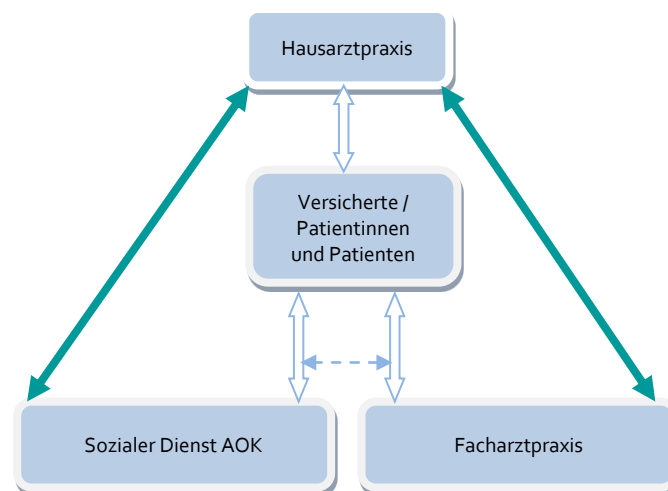 Hausarztpraxis
Versicherte /
Patientinnen
und Patienten
Sozialer Dienst AOK
Facharztpraxis